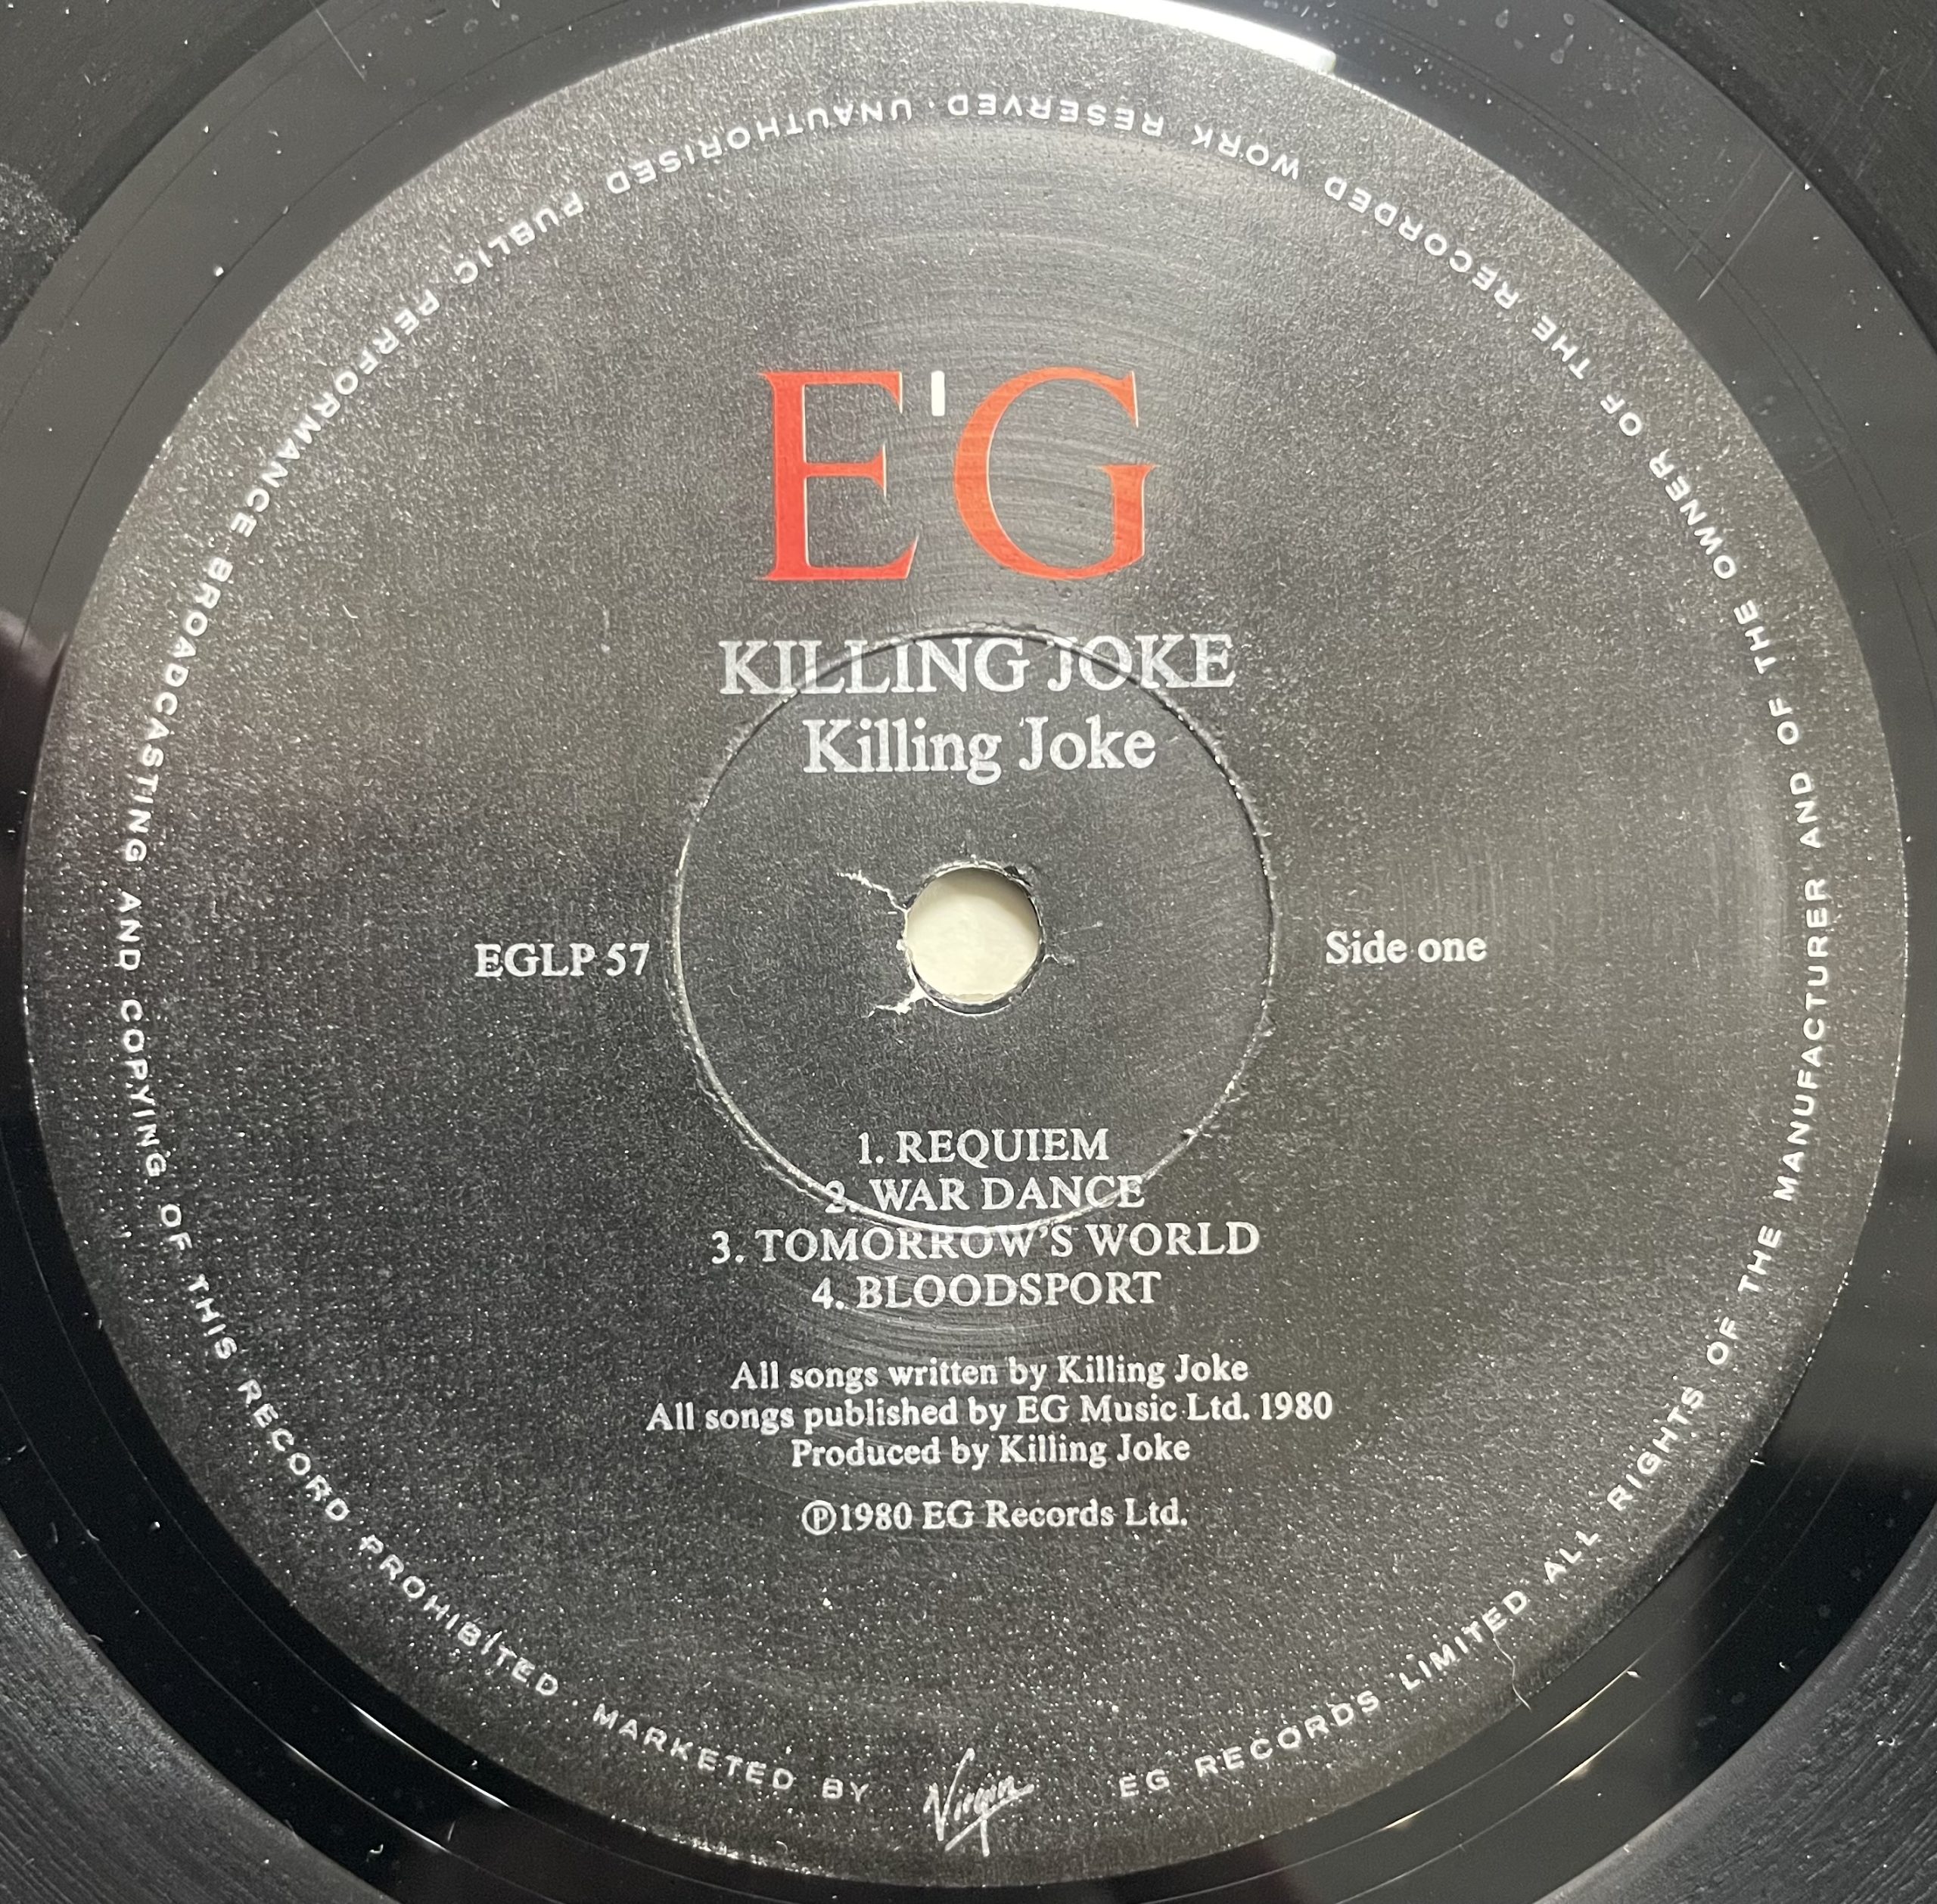 E'G
KILLING JOKE
Killing Joke
EGLP 57
Side one
1. REQUIEM
2. WAR DANCE
3. TOMORROW'S WORLD
4. BLOODSPORT
All songs written by Killing Joke
All songs published by EG Music Ltd. 1980
Produced by Killing Joke
Ⓟ1980 EG Records Ltd.
EG RECORDS LIMITED ALL RIGHTS OF THE MANUFACTURER AND OF THE OWNER OF THE RECORDED WORK RESERVED · UNAUTHORISED PUBLIC PERFORMANCE BROADCASTING AND COPYING OF THIS RECORD PROHIBITED · MARKETED BY Virgin